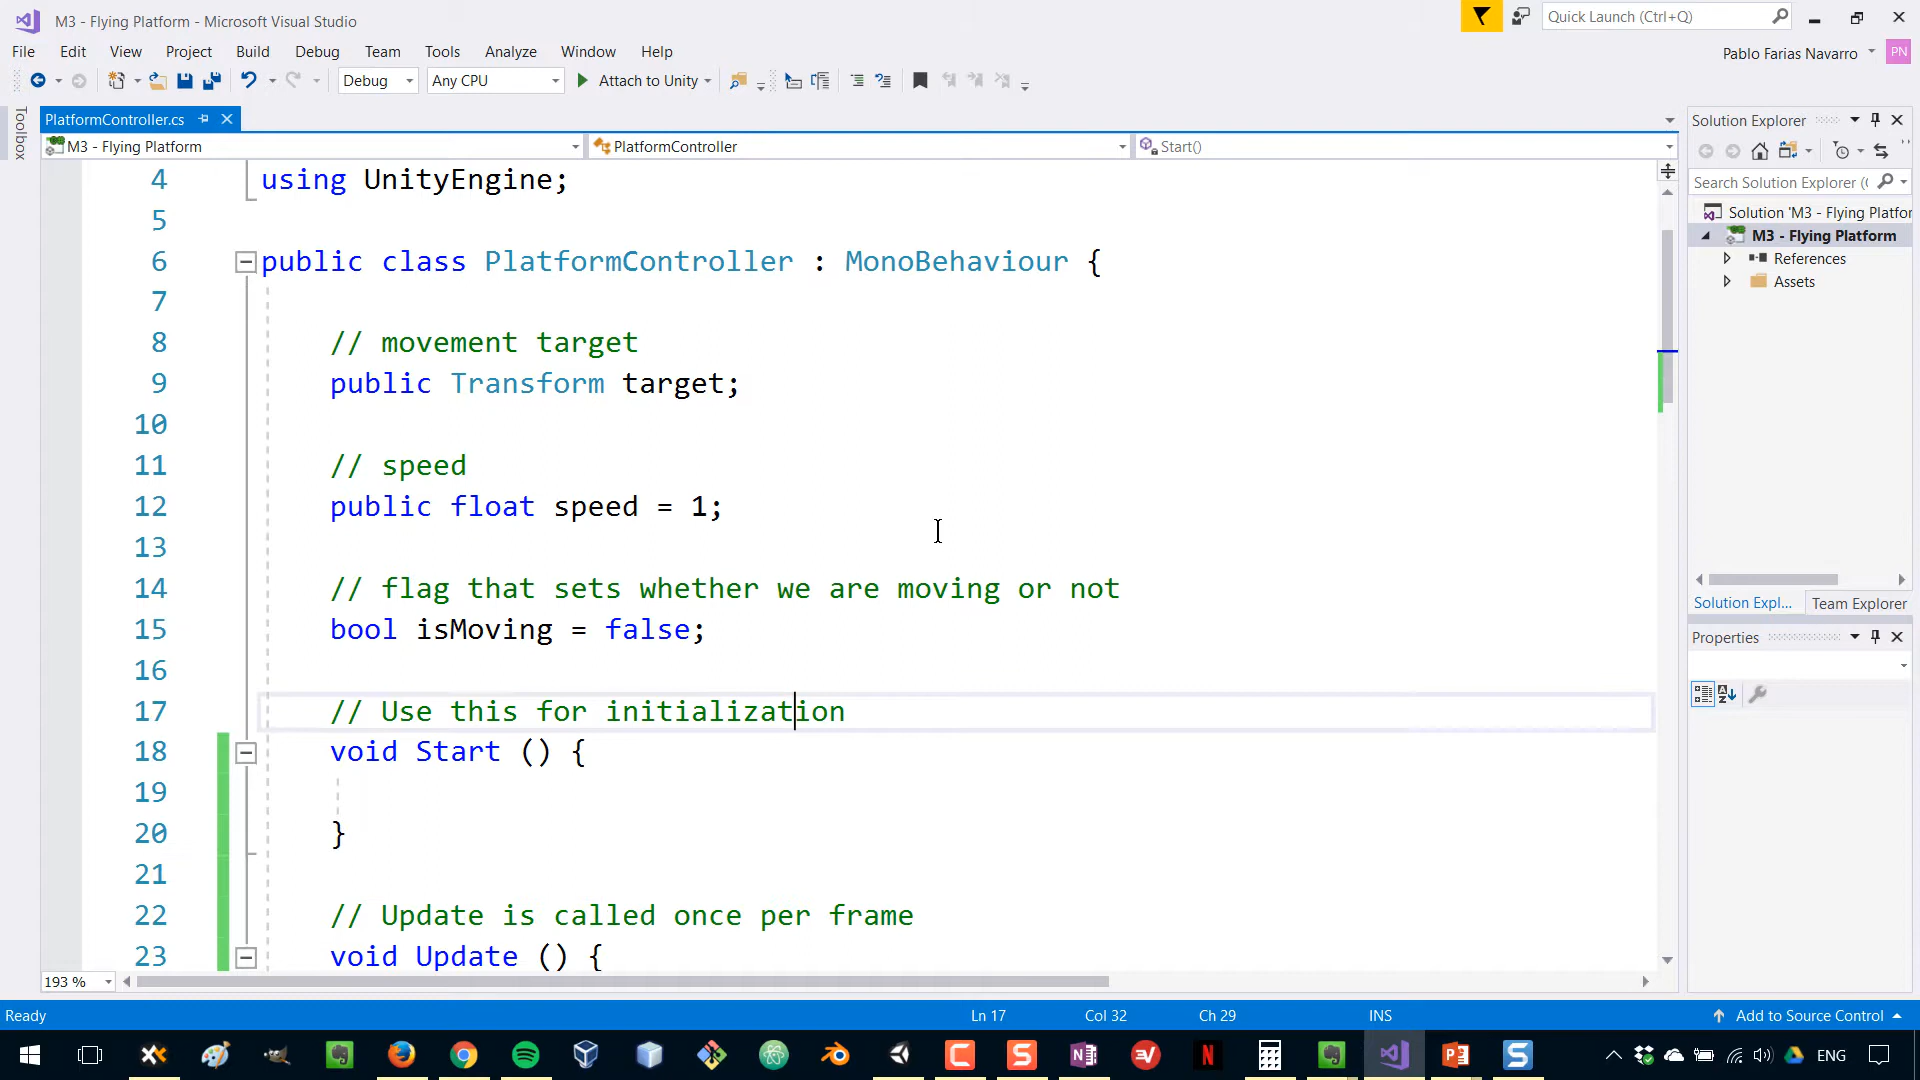 M3 - Flying Platform - Microsoft Visual Studio
Quick Launch (Ctrl+Q)
File Edit View Project Build Debug Team Tools Analyze Window Help
Pablo Farias Navarro PN
Debug Any CPU Attach to Unity
Toolbox
PlatformController.cs
M3 - Flying Platform PlatformController Start()
4 using UnityEngine;
5
6 public class PlatformController : MonoBehaviour {
7
8 // movement target
9 public Transform target;
10
11 // speed
12 public float speed = 1;
13
14 // flag that sets whether we are moving or not
15 bool isMoving = false;
16
17 // Use this for initialization
18 void Start () {
19
20 }
21
22 // Update is called once per frame
23 void Update () {
193 %
Solution Explorer
Search Solution Explorer (
Solution 'M3 - Flying Platfor
M3 - Flying Platform
References
Assets
Solution Expl... Team Explorer
Properties
Ready Ln 17 Col 32 Ch 29 INS Add to Source Control
ENG